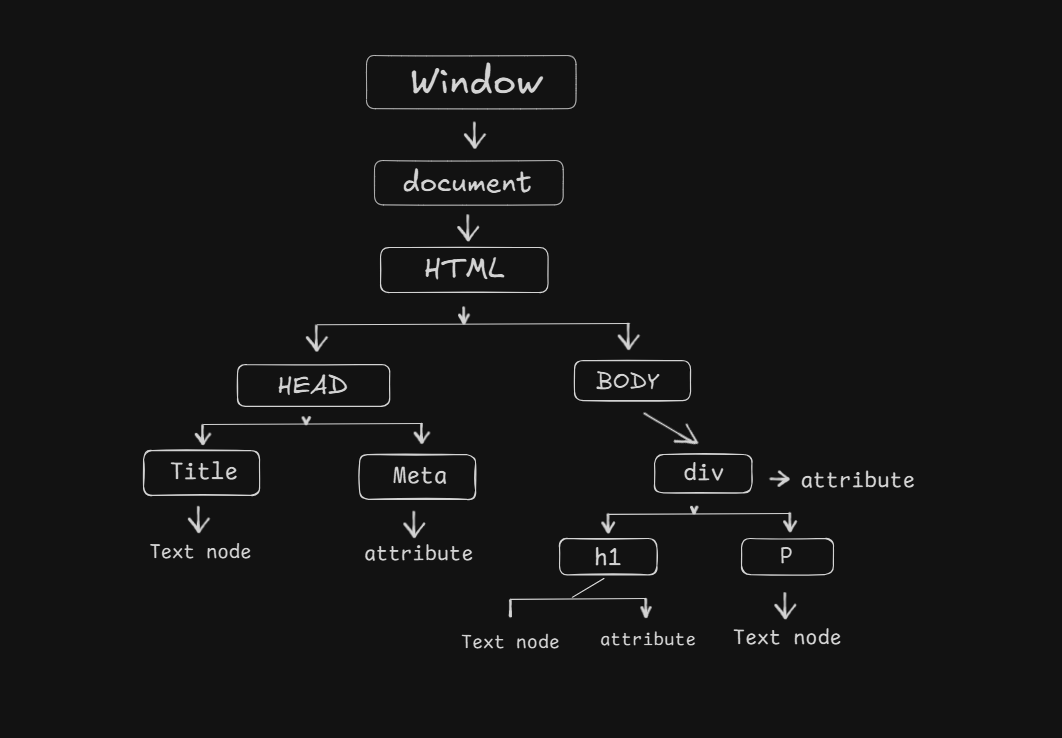 Window
document
HTML
HEAD
BODY
Title
Meta
div
attribute
Text node
attribute
h1
P
Text node
attribute
Text node